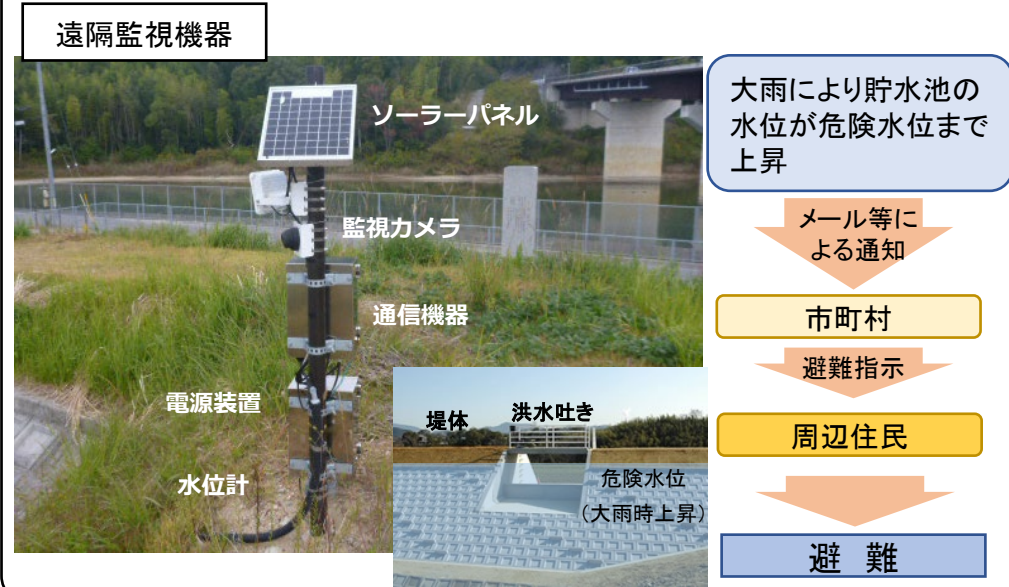 遠隔監視機器
ソーラーパネル
監視カメラ
通信機器
電源装置
水位計
堤体
洪水吐き
危険水位
(大雨時上昇)
大雨により貯水池の
水位が危険水位まで
上昇
メール等に
よる通知
市町村
避難指示
周辺住民
避 難